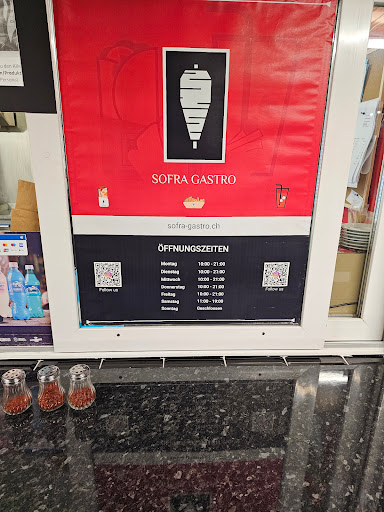 SOFRA GASTRO
sofra-gastro.ch
ÖFFNUNGSZEITEN
Montag 10:00 - 21:00
Dienstag 10:00 - 21:00
Mittwoch 10:00 - 21:00
Donnerstag 10:00 - 21:00
Freitag 10:00 - 21:00
Samstag 11:00 - 19:00
Sonntag Geschlossen
Follow us
Follow us